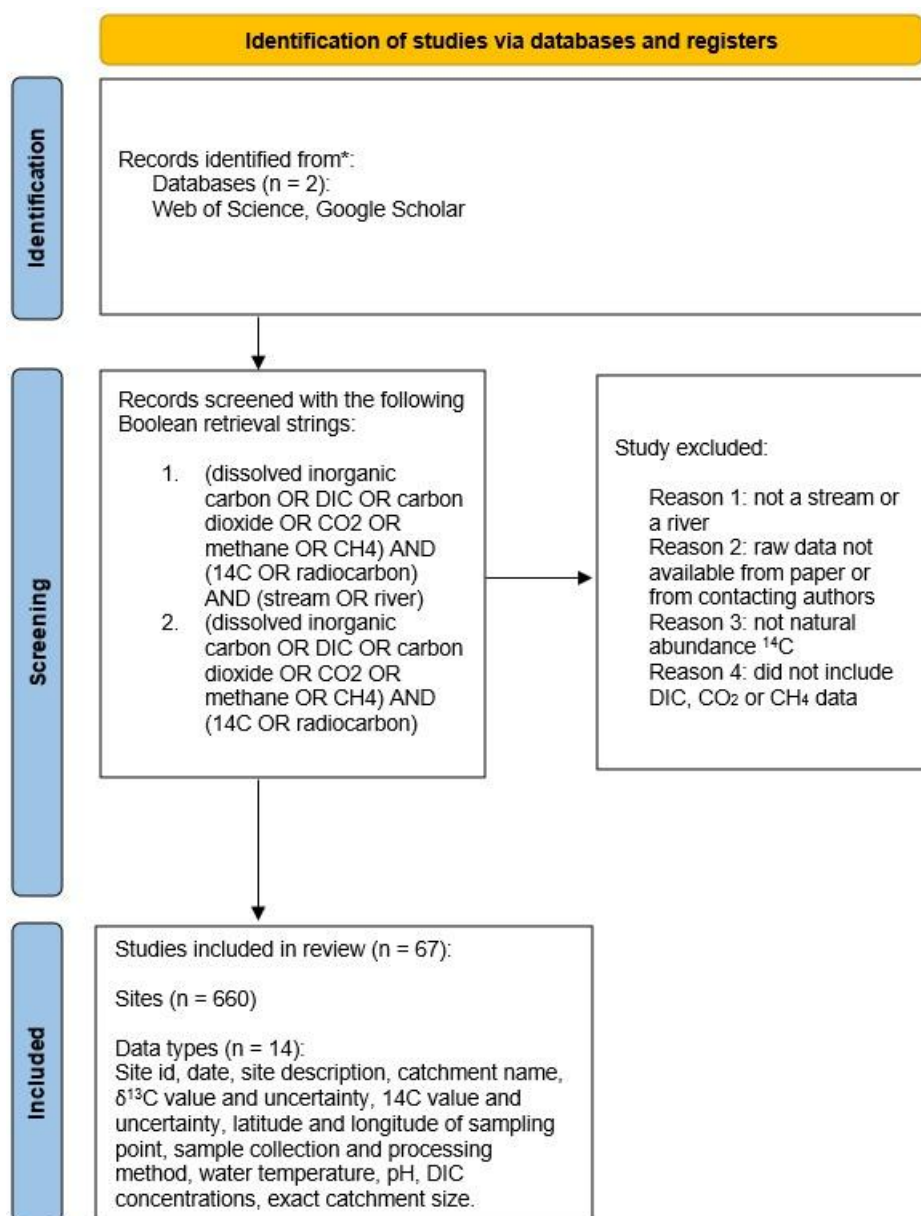 Identification of studies via databases and registers
Identification
Records identified from*:
Databases (n = 2):
Web of Science, Google Scholar
Screening
Records screened with the following
Boolean retrieval strings:
1. (dissolved inorganic
carbon OR DIC OR carbon
dioxide OR CO2 OR
methane OR CH4) AND
(14C OR radiocarbon)
AND (stream OR river)
2. (dissolved inorganic
carbon OR DIC OR carbon
dioxide OR CO2 OR
methane OR CH4) AND
(14C OR radiocarbon)
Study excluded:
Reason 1: not a stream or
a river
Reason 2: raw data not
available from paper or
from contacting authors
Reason 3: not natural
abundance ¹⁴C
Reason 4: did not include
DIC, CO₂ or CH₄ data
Included
Studies included in review (n = 67):
Sites (n = 660)
Data types (n = 14):
Site id, date, site description, catchment name,
δ¹³C value and uncertainty, 14C value and
uncertainty, latitude and longitude of sampling
point, sample collection and processing
method, water temperature, pH, DIC
concentrations, exact catchment size.